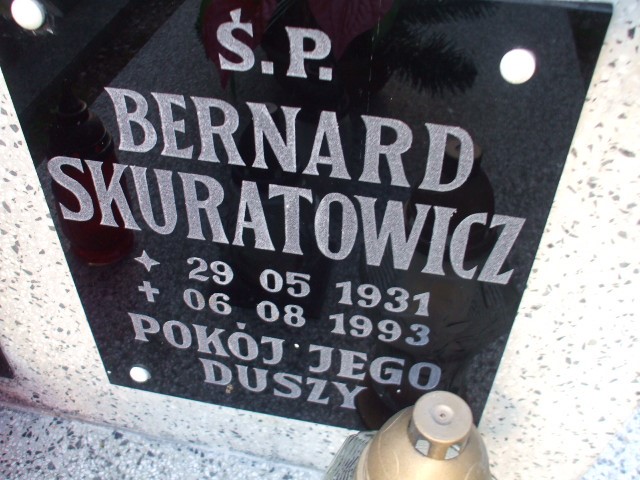 Ś.P.
BERNARD
SKURATOWICZ
✦ 29 05 1931
✝ 06 08 1993
POKÓJ JEGO
DUSZY